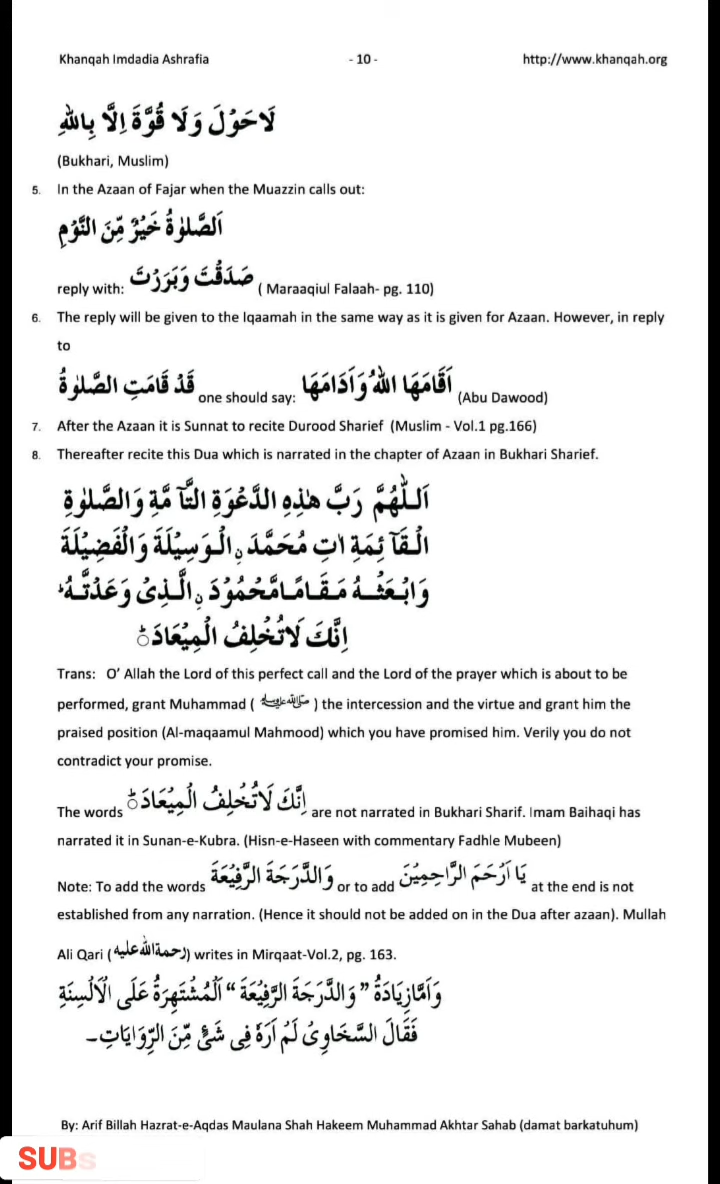 Khanqah Imdadia Ashrafia - 10 - http://www.khanqah.org
لَاحَوْلَ وَلَا قُوَّةَ اِلَّا بِاللهِ
(Bukhari, Muslim)
5. In the Azaan of Fajar when the Muazzin calls out:
اَلصَّلٰوةُ خَيْرٌ مِّنَ النَّوْمِ
reply with: صَدَقْتَ وَبَرَرْتَ ( Maraaqiul Falaah- pg. 110)
6. The reply will be given to the Iqaamah in the same way as it is given for Azaan. However, in reply
to
قَدْ قَامَتِ الصَّلٰوةُ one should say: اَقَامَهَا اللهُ وَاَدَامَهَا (Abu Dawood)
7. After the Azaan it is Sunnat to recite Durood Sharief (Muslim - Vol.1 pg.166)
8. Thereafter recite this Dua which is narrated in the chapter of Azaan in Bukhari Sharief.
اَللّٰهُمَّ رَبَّ هٰذِهِ الدَّعْوَةِ التَّآمَّةِ وَالصَّلٰوةِ
الْقَآئِمَةِ اٰتِ مُحَمَّدَ نِ الْوَسِيْلَةَ وَالْفَضِيْلَةَ
وَابْعَثْهُ مَقَامًا مَّحْمُوْدَ نِ الَّذِىْ وَعَدْتَّهٗ
اِنَّكَ لَاتُخْلِفُ الْمِيْعَادَ ؕ
Trans: O’ Allah the Lord of this perfect call and the Lord of the prayer which is about to be
performed, grant Muhammad ( ﷺ ) the intercession and the virtue and grant him the
praised position (Al-maqaamul Mahmood) which you have promised him. Verily you do not
contradict your promise.
The words اِنَّكَ لَاتُخْلِفُ الْمِيْعَادَ ؕ are not narrated in Bukhari Sharif. Imam Baihaqi has
narrated it in Sunan-e-Kubra. (Hisn-e-Haseen with commentary Fadhle Mubeen)
Note: To add the words وَالدَّرَجَةَ الرَّفِيْعَةَ or to add يَا اَرْحَمَ الرَّاحِمِيْنَ at the end is not
established from any narration. (Hence it should not be added on in the Dua after azaan). Mullah
Ali Qari (رحمة الله عليه) writes in Mirqaat-Vol.2, pg. 163.
وَاَمَّازِيَادَةُ ”وَالدَّرَجَةَ الرَّفِيْعَةَ“ اَلْمُشْتَهِرَةُ عَلَى الْاَلْسِنَةِ
فَقَالَ السَّخَاوِىُّ لَمْ اَرَهٗ فِى شَئٍْ مِّنَ الرِّوَايَاتِ۔
By: Arif Billah Hazrat-e-Aqdas Maulana Shah Hakeem Muhammad Akhtar Sahab (damat barkatuhum)
SUBs